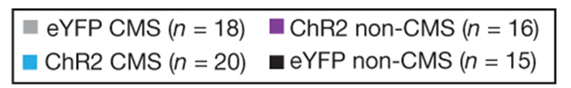 eYFP CMS (n = 18) ChR2 non-CMS (n = 16)
ChR2 CMS (n = 20) eYFP non-CMS (n = 15)